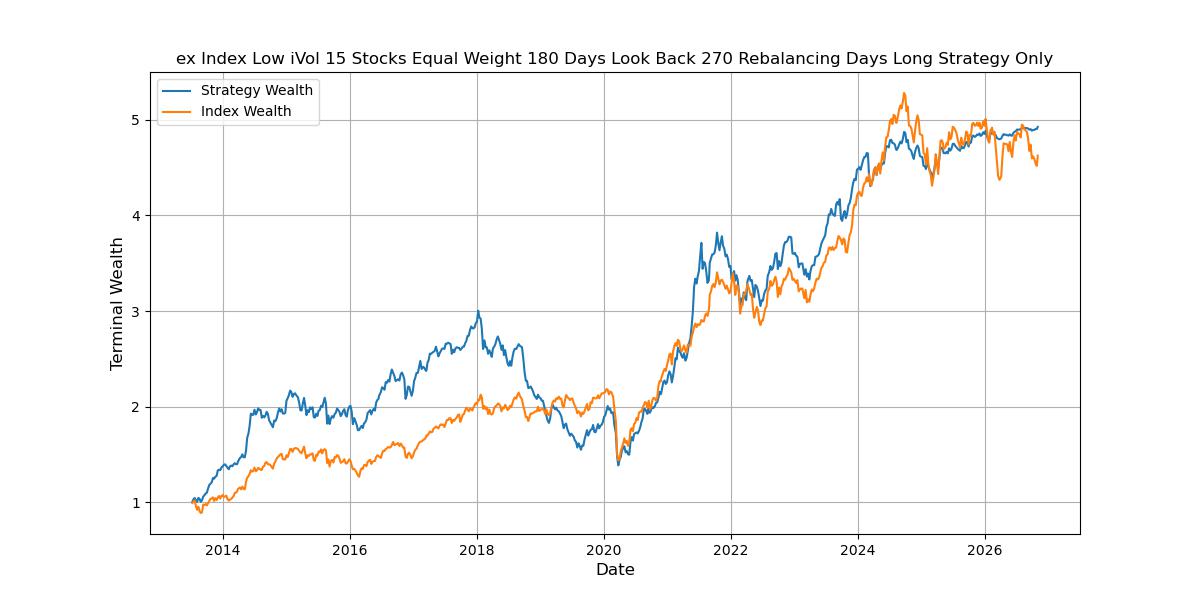 ex Index Low iVol 15 Stocks Equal Weight 180 Days Look Back 270 Rebalancing Days Long Strategy Only
Strategy Wealth
Index Wealth
5
4
3
2
1
Terminal Wealth
2014 2016 2018 2020 2022 2024 2026
Date